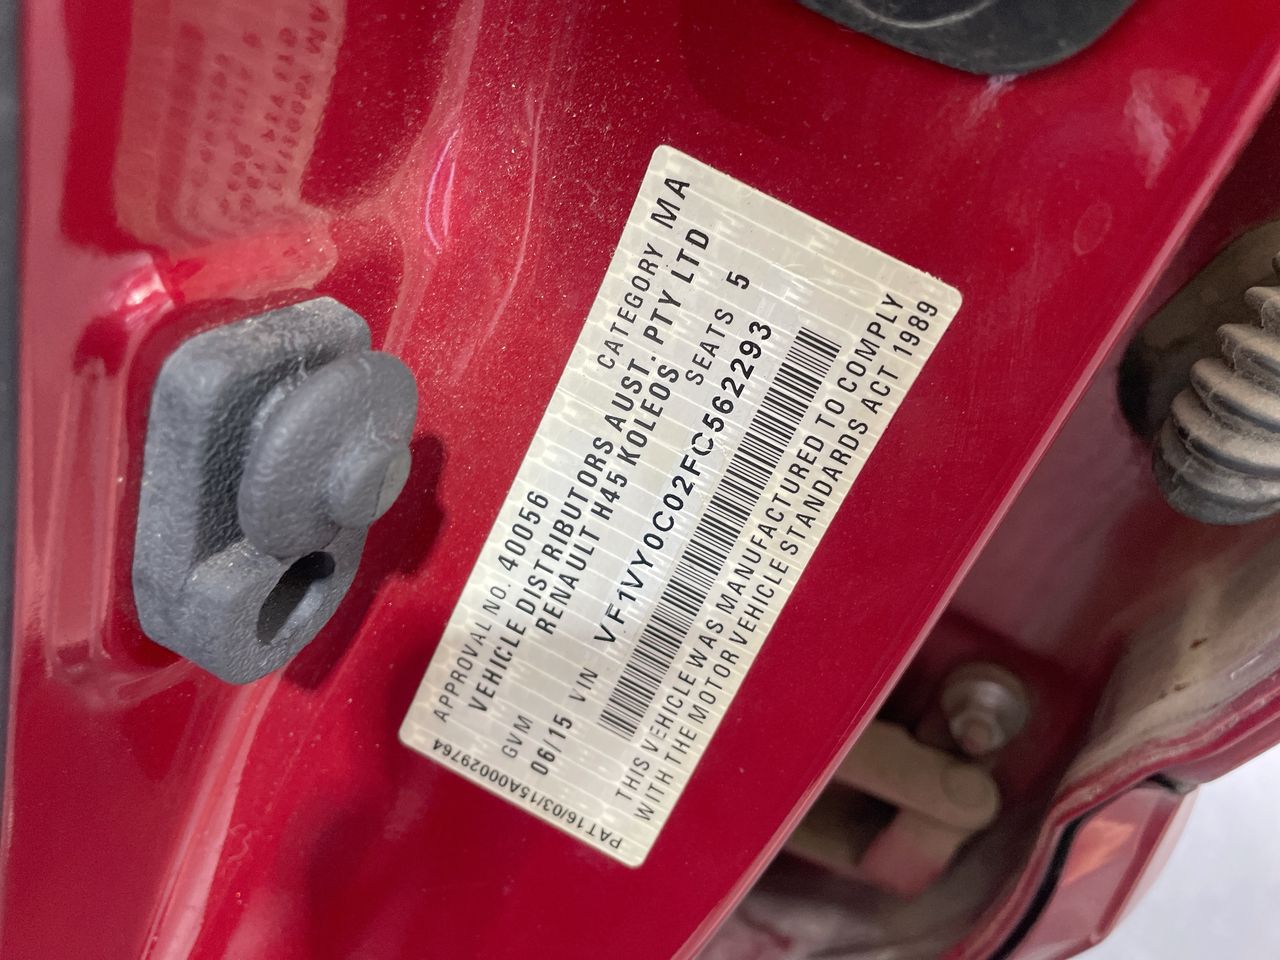 APPROVAL NO. 40056 CATEGORY MA
VEHICLE DISTRIBUTORS AUST. PTY LTD
RENAULT H45 KOLEOS.
GVM SEATS 5
06/15 VIN VF1VY0C02FC562293
THIS VEHICLE WAS MANUFACTURED TO COMPLY
WITH THE MOTOR VEHICLE STANDARDS ACT 1989
PAT16/03/15A000029764